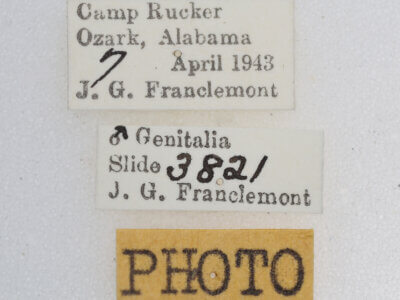 Camp Rucker
Ozark, Alabama
7 April 1943
J. G. Franclemont
♂ Genitalia
Slide 3821
J. G. Franclemont
PHOTO